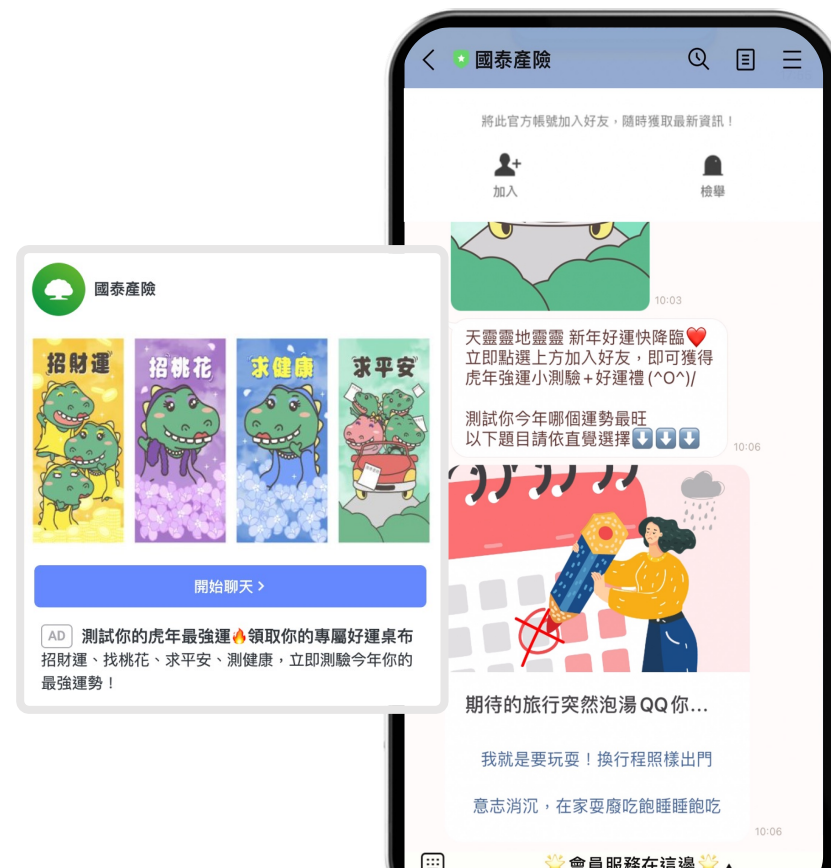 國泰產險
招財運
招桃花
求健康
求平安
開始聊天 >
AD 測試你的虎年最強運🔥領取你的專屬好運桌布
招財運、找桃花、求平安、測健康，立即測驗今年你的
最強運勢！
國泰產險
將此官方帳號加入好友，隨時獲取最新資訊！
加入
檢舉
10:03
天靈靈地靈靈 新年好運快降臨❤️
立即點選上方加入好友，即可獲得
虎年強運小測驗+好運禮(^O^)/
測試你今年哪個運勢最旺
以下題目請依直覺選擇⬇️⬇️⬇️
10:06
期待的旅行突然泡湯QQ你...
我就是要玩耍！換行程照樣出門
意志消沉，在家耍廢吃飽睡睡飽吃
10:06
🌟會員服務在這邊🌟▲